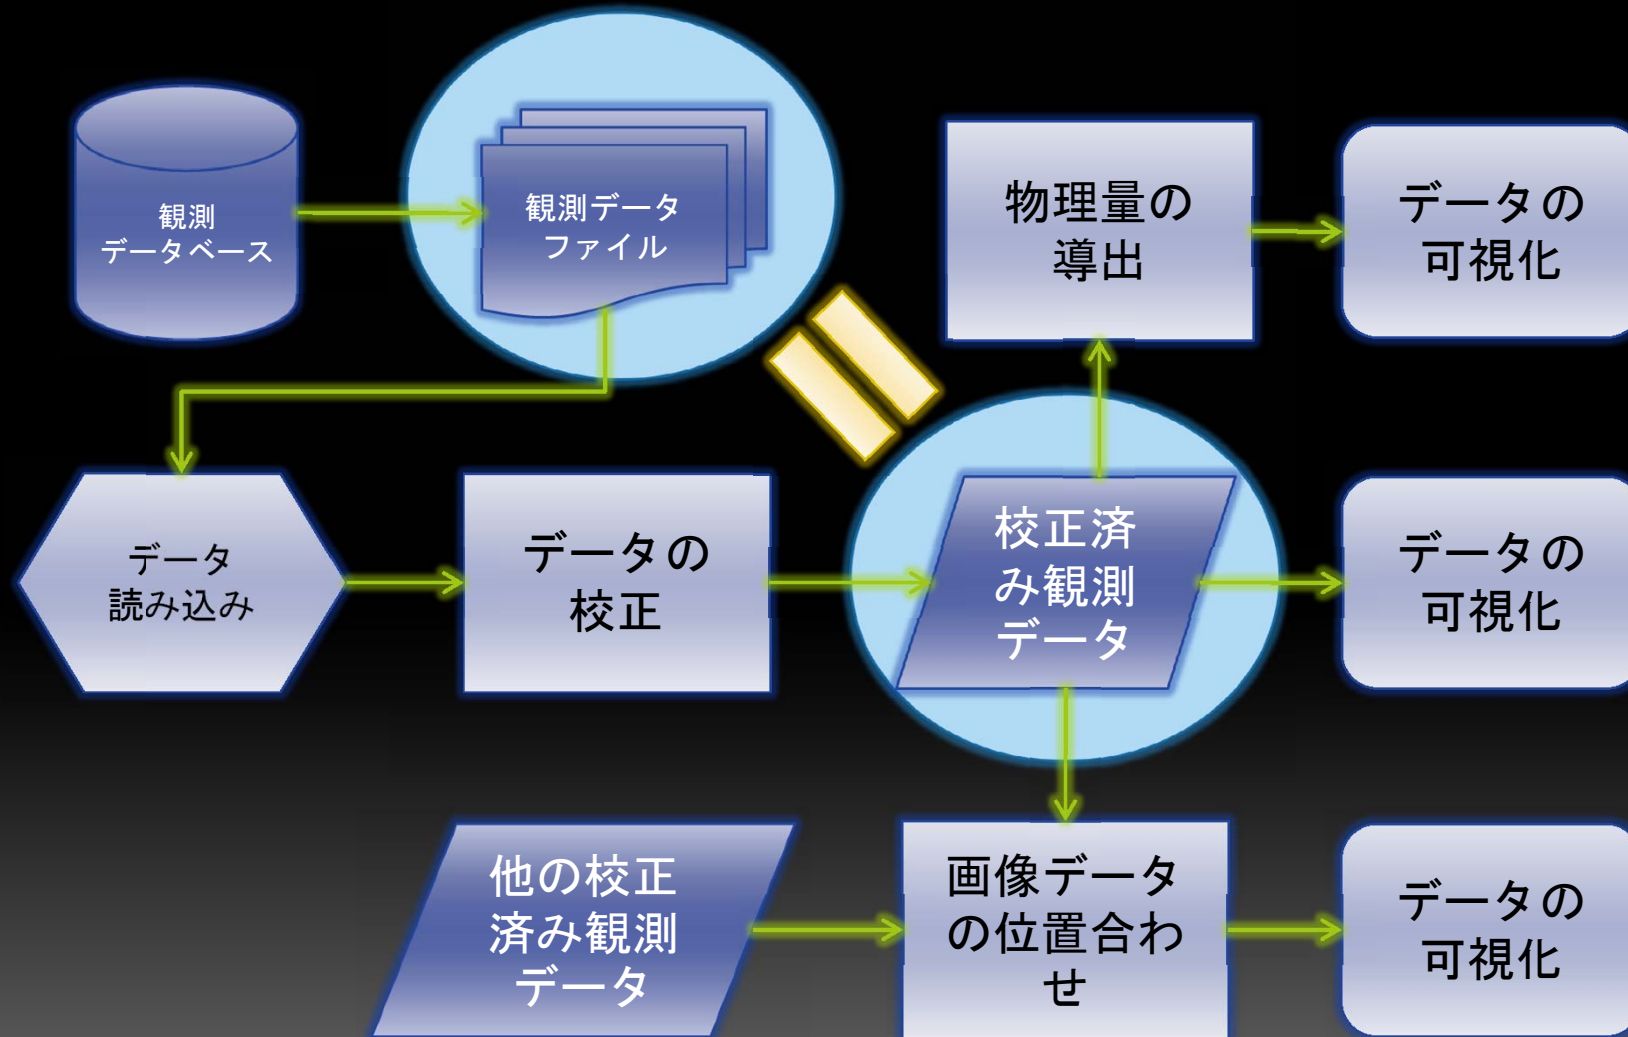 観測
データベース
観測データ
ファイル
物理量の
導出
データの
可視化
データ
読み込み
データの
校正
校正済
み観測
データ
データの
可視化
他の校正
済み観測
データ
画像データ
の位置合わ
せ
データの
可視化